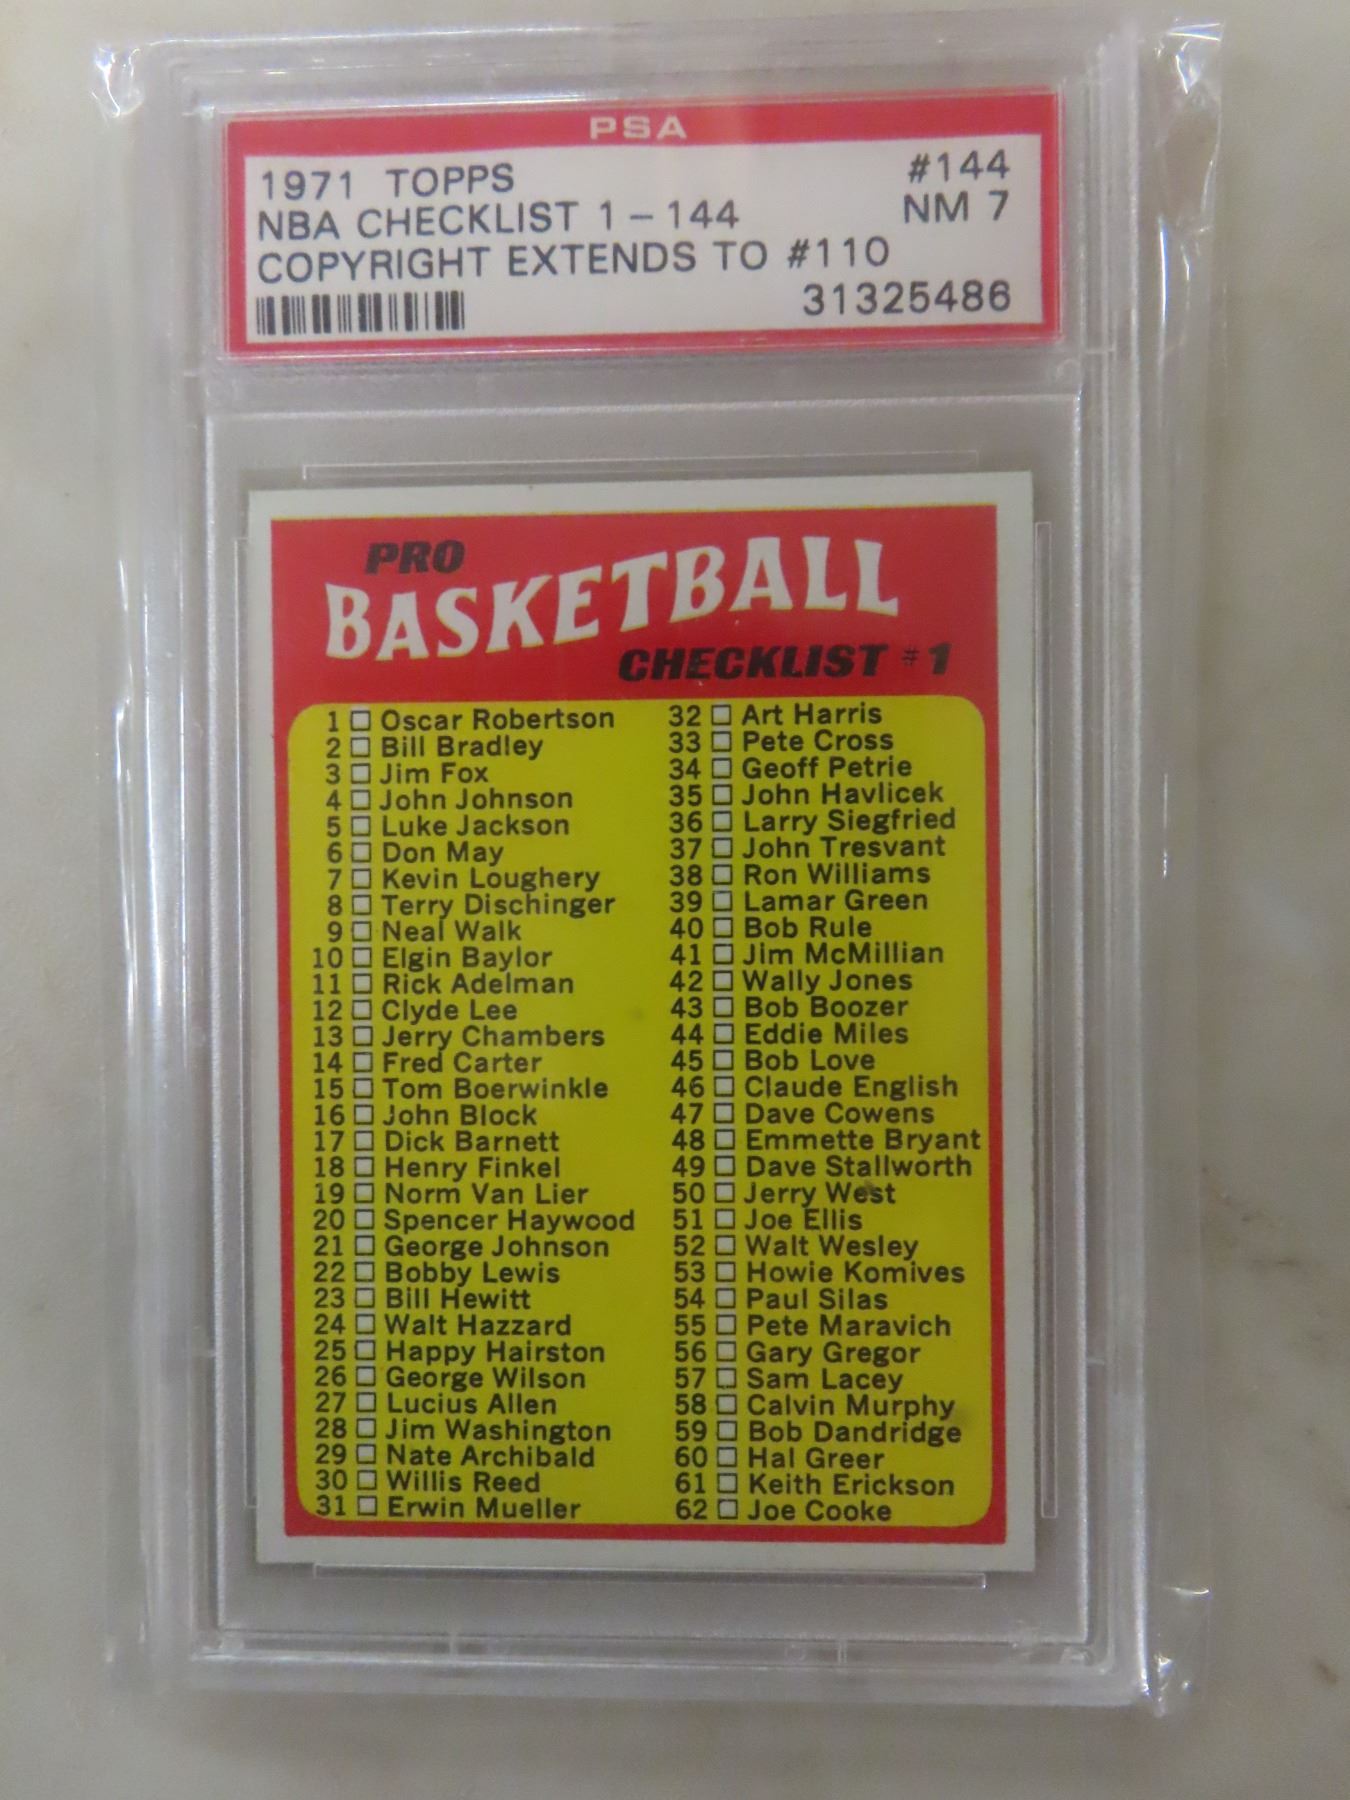 PSA
1971 TOPPS #144
NBA CHECKLIST 1-144 NM 7
COPYRIGHT EXTENDS TO #110
31325486
PRO
BASKETBALL
CHECKLIST #1
1 Oscar Robertson
2 Bill Bradley
3 Jim Fox
4 John Johnson
5 Luke Jackson
6 Don May
7 Kevin Loughery
8 Terry Dischinger
9 Neal Walk
10 Elgin Baylor
11 Rick Adelman
12 Clyde Lee
13 Jerry Chambers
14 Fred Carter
15 Tom Boerwinkle
16 John Block
17 Dick Barnett
18 Henry Finkel
19 Norm Van Lier
20 Spencer Haywood
21 George Johnson
22 Bobby Lewis
23 Bill Hewitt
24 Walt Hazzard
25 Happy Hairston
26 George Wilson
27 Lucius Allen
28 Jim Washington
29 Nate Archibald
30 Willis Reed
31 Erwin Mueller
32 Art Harris
33 Pete Cross
34 Geoff Petrie
35 John Havlicek
36 Larry Siegfried
37 John Tresvant
38 Ron Williams
39 Lamar Green
40 Bob Rule
41 Jim McMillian
42 Wally Jones
43 Bob Boozer
44 Eddie Miles
45 Bob Love
46 Claude English
47 Dave Cowens
48 Emmette Bryant
49 Dave Stallworth
50 Jerry West
51 Joe Ellis
52 Walt Wesley
53 Howie Komives
54 Paul Silas
55 Pete Maravich
56 Gary Gregor
57 Sam Lacey
58 Calvin Murphy
59 Bob Dandridge
60 Hal Greer
61 Keith Erickson
62 Joe Cooke